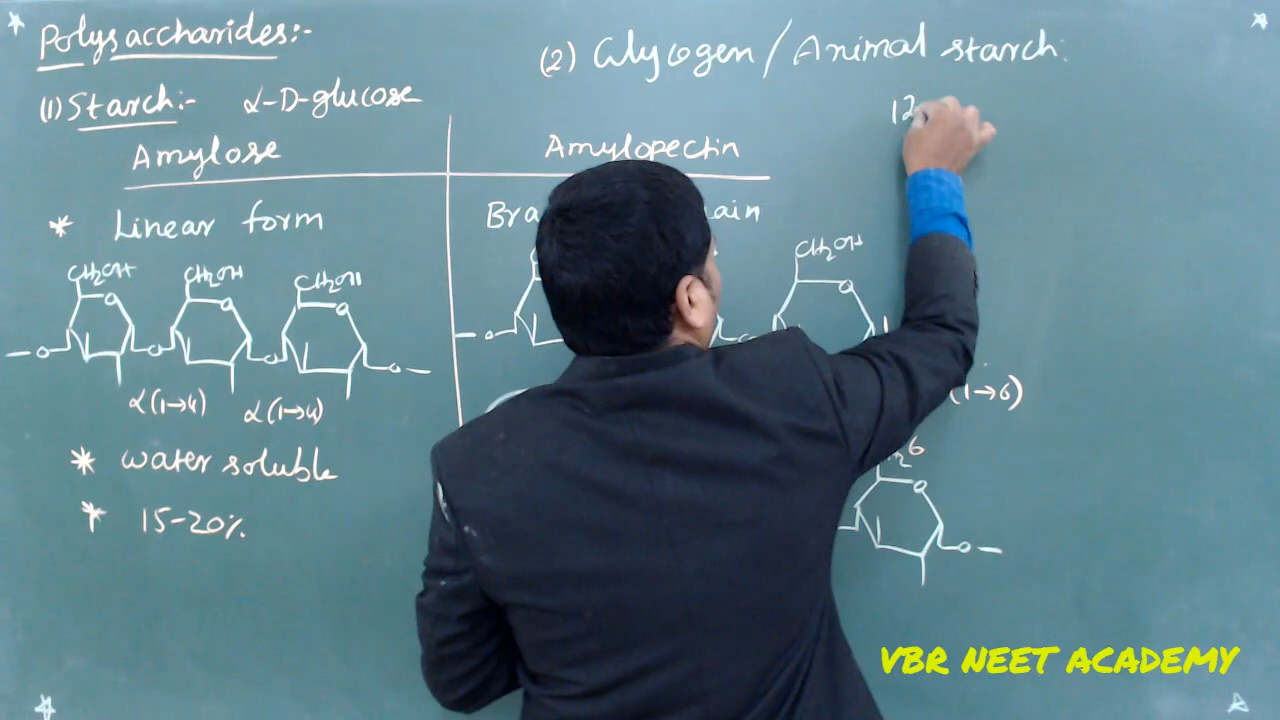 Polysaccharides:-
(1) Starch:- α-D-glucose
Amylose
* Linear form
CH₂OH CH₂OH CH₂OH
O O O
O O O O
α(1→4) α(1→4)
* water soluble
* 15-20%
(2) Glycogen / Animal starch:
12
Amylopectin
CH₂OH
O
O
(1→6)
6
O
O
VBR NEET ACADEMY